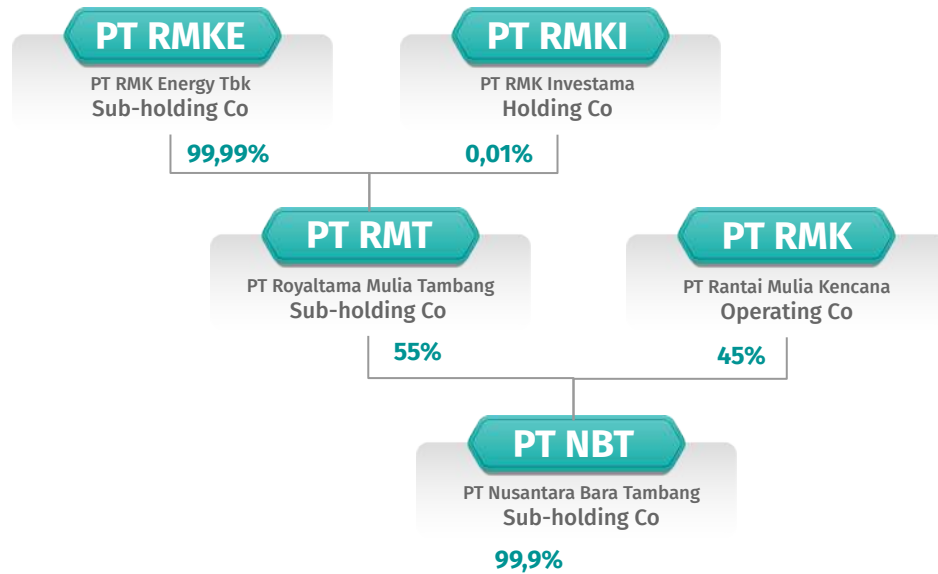 PT RMKE
PT RMK Energy Tbk
Sub-holding Co
99,99%
PT RMKI
PT RMK Investama
Holding Co
0,01%
PT RMT
PT Royaltama Mulia Tambang
Sub-holding Co
55%
PT RMK
PT Rantai Mulia Kencana
Operating Co
45%
PT NBT
PT Nusantara Bara Tambang
Sub-holding Co
99,9%